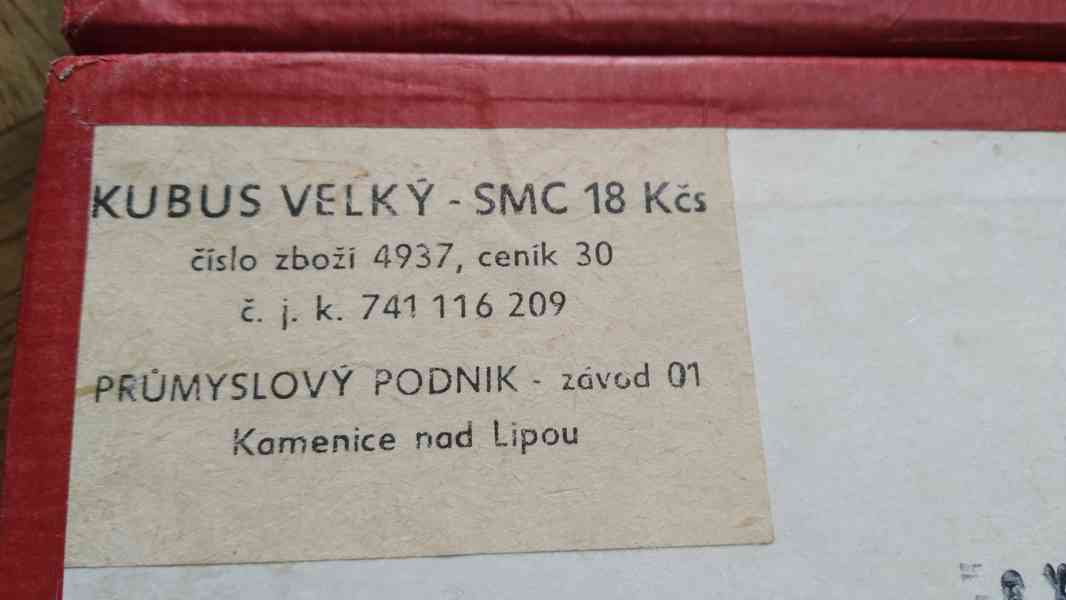 KUBUS VELKÝ - SMC 18 Kčs
číslo zboží 4937, ceník 30
č. j. k. 741 116 209
PRŮMYSLOVÝ PODNIK - závod 01
Kamenice nad Lipou